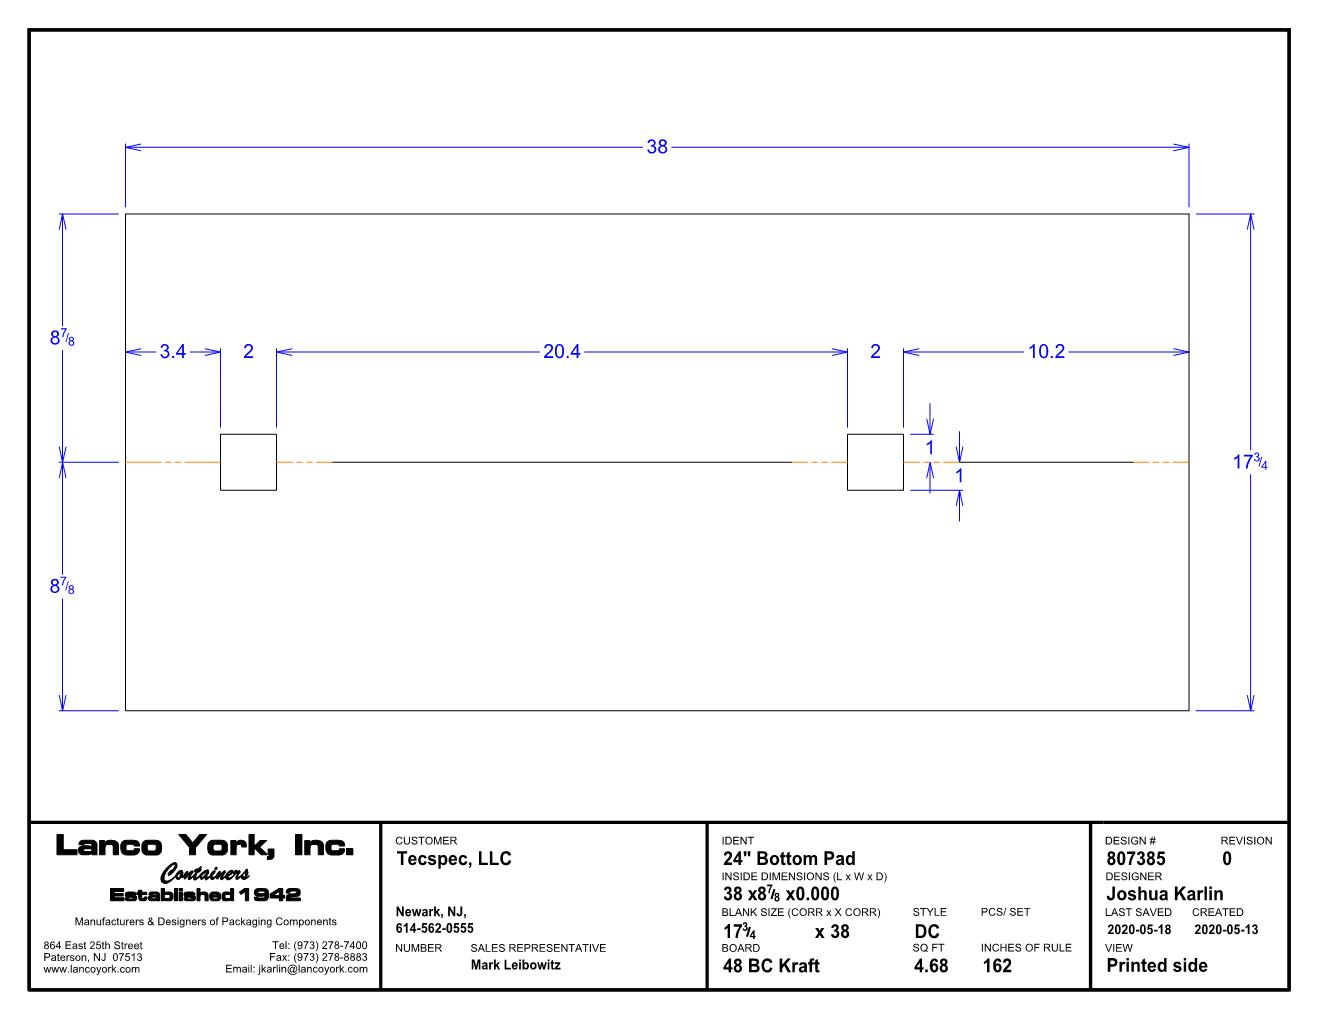 38
8 7/8
3.4 2 20.4 2 10.2
1
1
17 3/4
8 7/8
Lanco York, Inc.
Containers
Established 1942
Manufacturers & Designers of Packaging Components
864 East 25th Street Tel: (973) 278-7400
Paterson, NJ 07513 Fax: (973) 278-8883
www.lancoyork.com Email: jkarlin@lancoyork.com
CUSTOMER
Tecspec, LLC
Newark, NJ,
614-562-0555
NUMBER SALES REPRESENTATIVE
Mark Leibowitz
IDENT
24" Bottom Pad
INSIDE DIMENSIONS (L x W x D)
38 x8 7/8 x0.000
BLANK SIZE (CORR x X CORR) STYLE PCS/ SET
17 3/4 x 38 DC
BOARD SQ FT INCHES OF RULE
48 BC Kraft 4.68 162
DESIGN # REVISION
807385 0
DESIGNER
Joshua Karlin
LAST SAVED CREATED
2020-05-18 2020-05-13
VIEW
Printed side